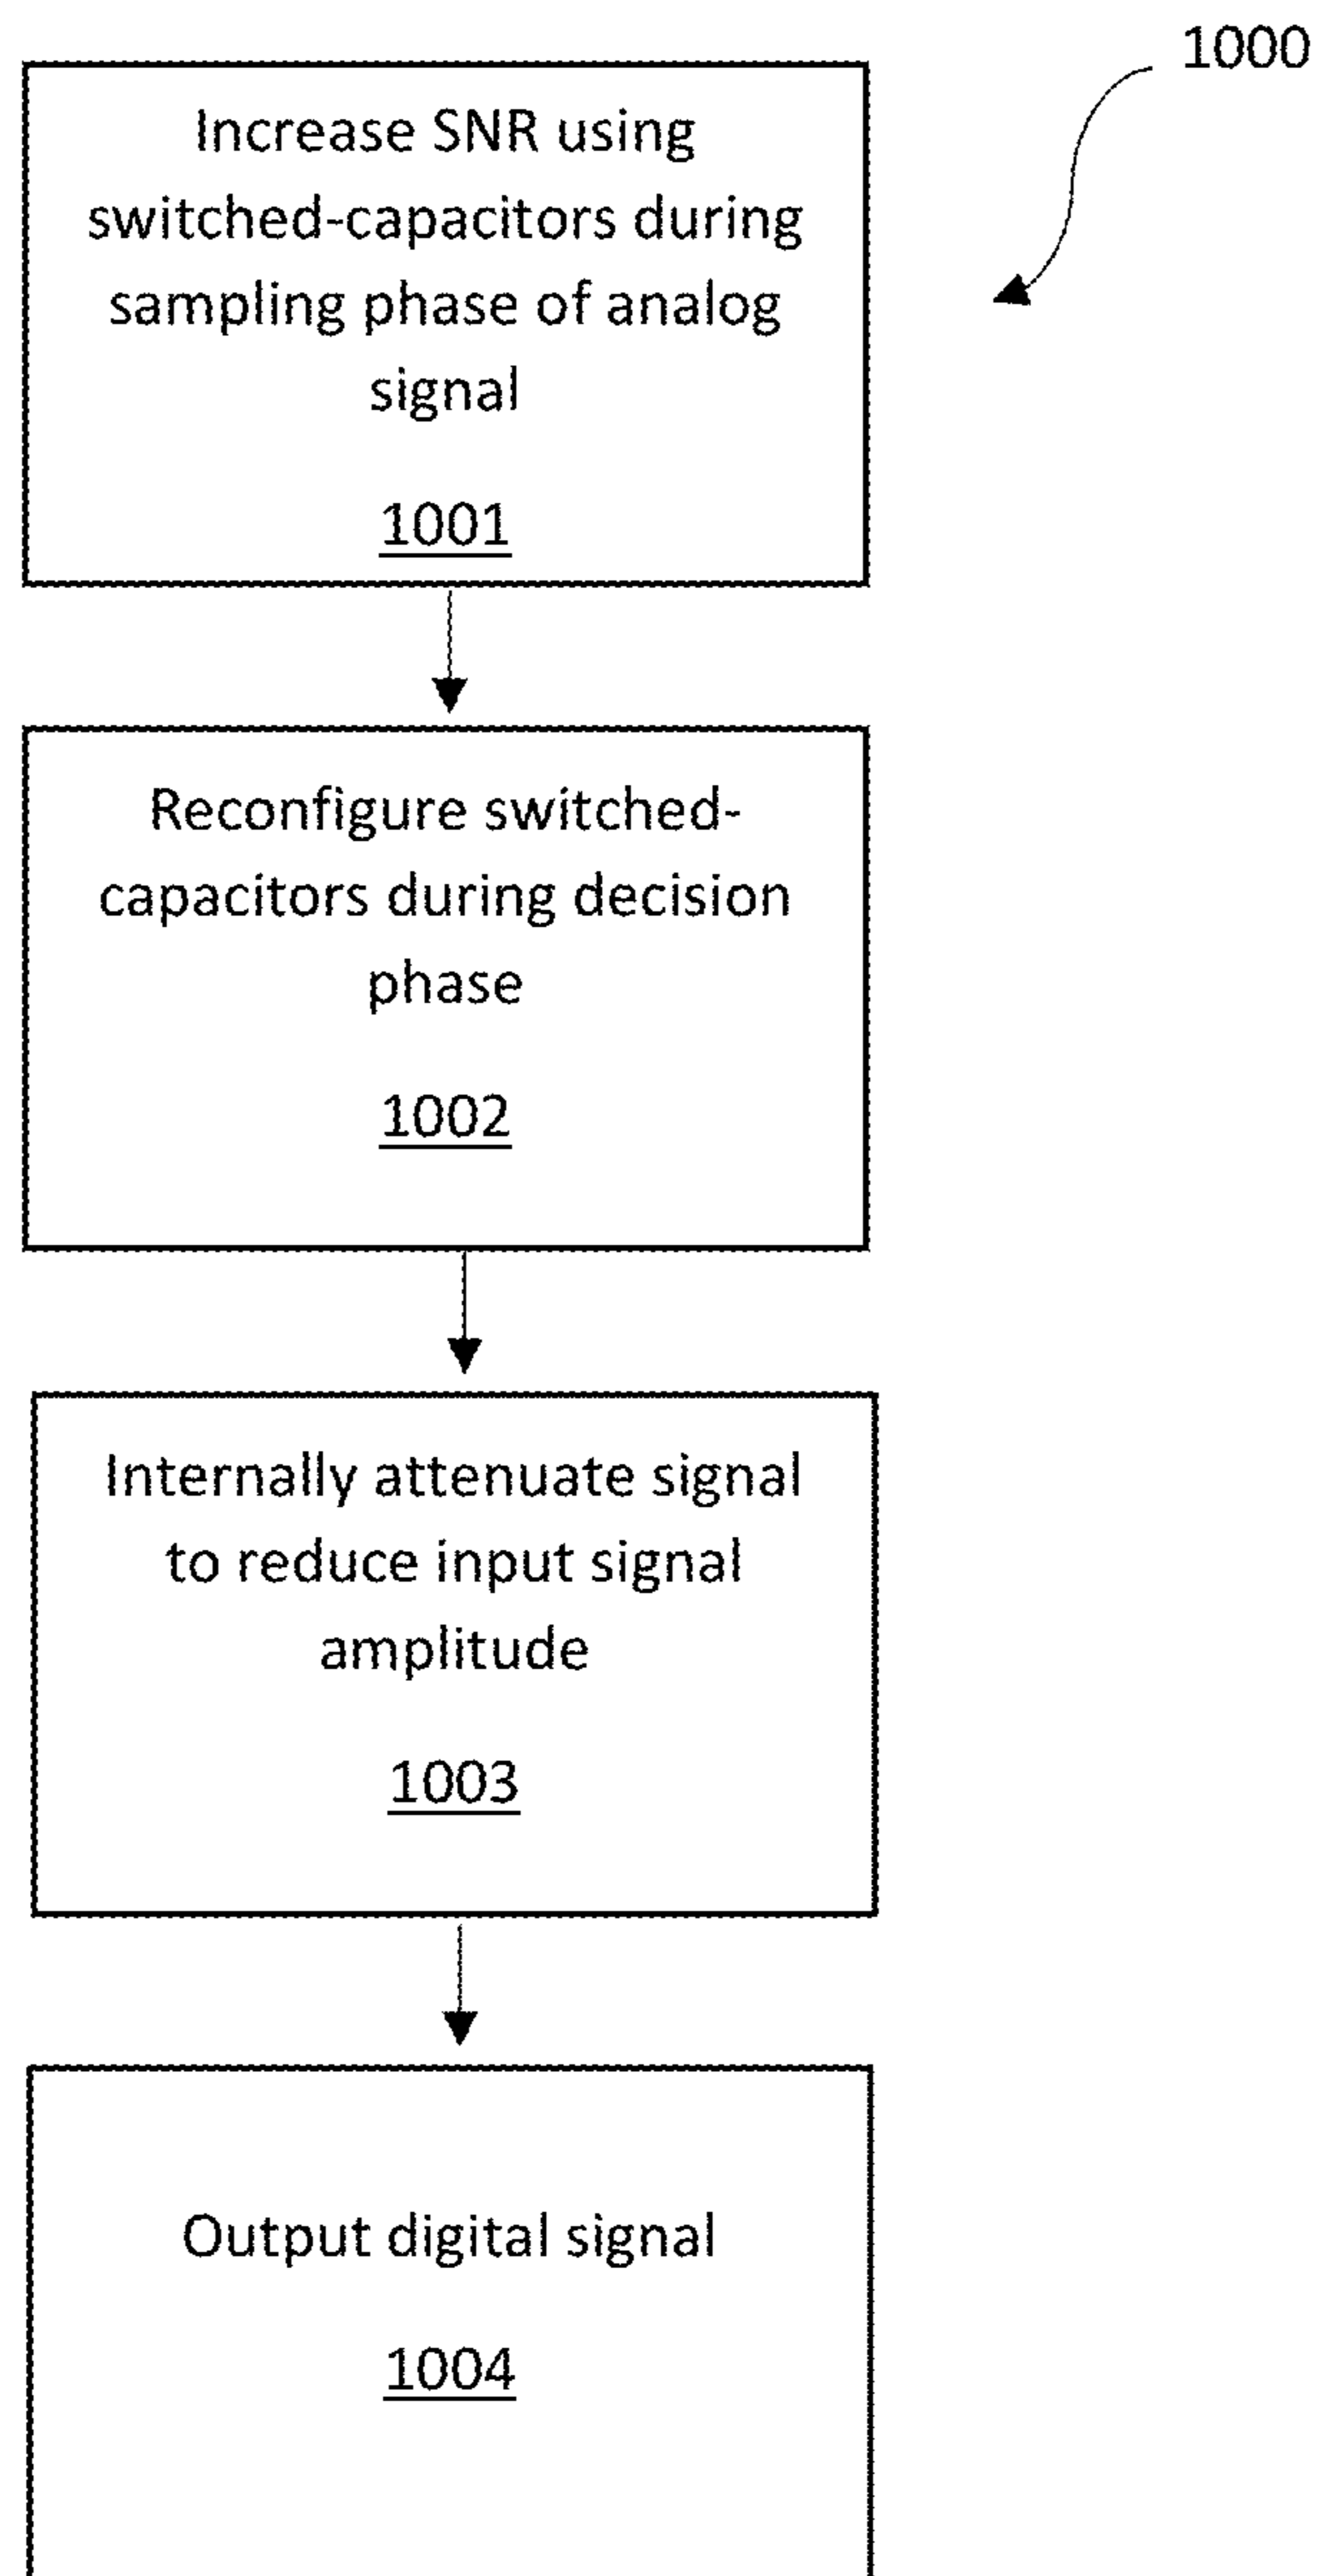 1000
Increase SNR using
switched-capacitors during
sampling phase of analog
signal
1001
Reconfigure switched-
capacitors during decision
phase
1002
Internally attenuate signal
to reduce input signal
amplitude
1003
Output digital signal
1004